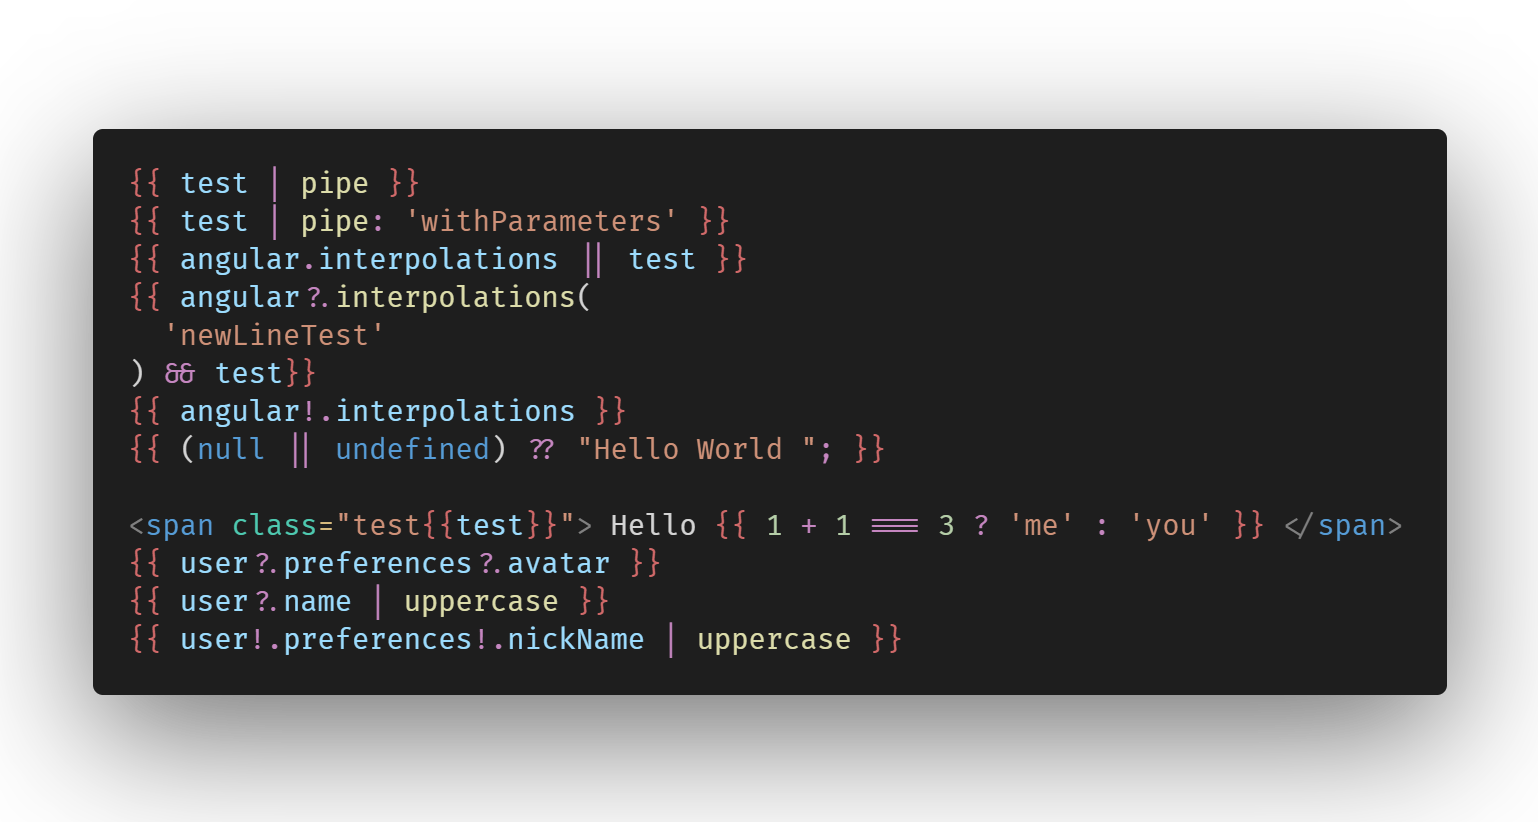 {{ test | pipe }}
{{ test | pipe: 'withParameters' }}
{{ angular.interpolations || test }}
{{ angular?.interpolations(
  'newLineTest'
) && test}}
{{ angular!.interpolations }}
{{ (null || undefined) ?? "Hello World "; }}

<span class="test{{test}}"> Hello {{ 1 + 1 === 3 ? 'me' : 'you' }} </span>
{{ user?.preferences?.avatar }}
{{ user?.name | uppercase }}
{{ user!.preferences!.nickName | uppercase }}